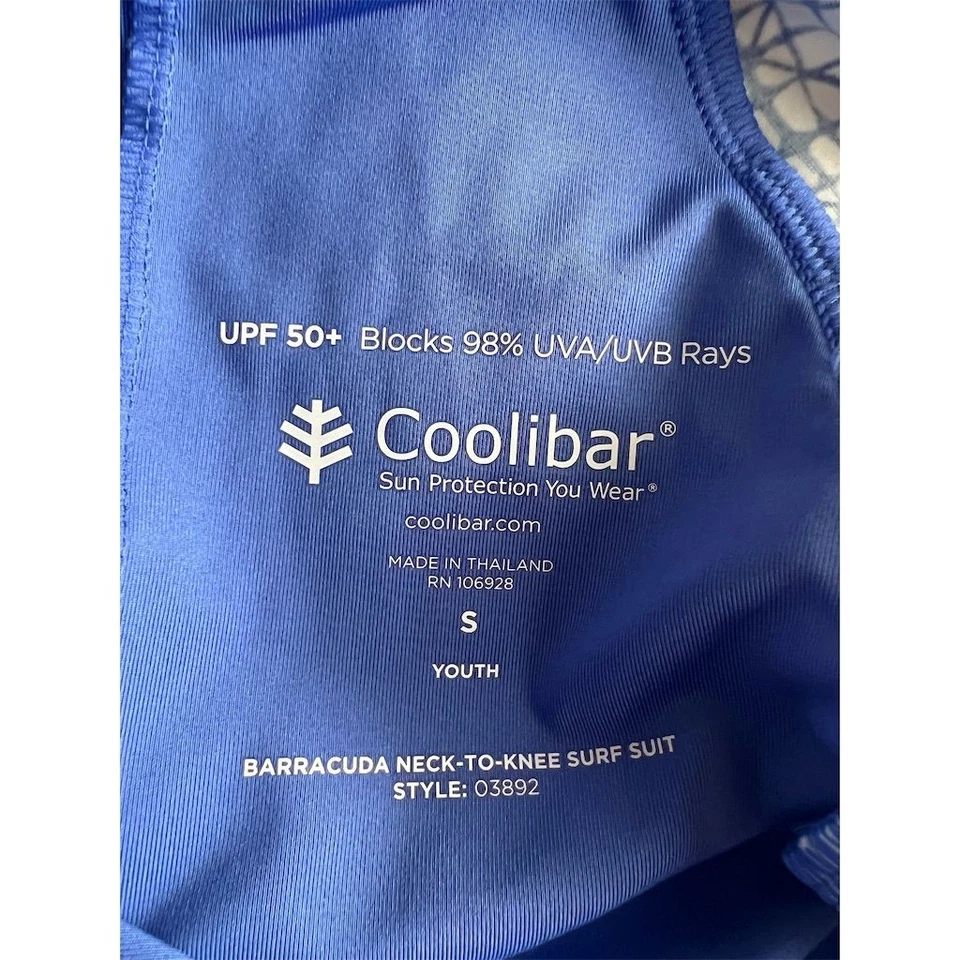 UPF 50+ Blocks 98% UVA/UVB Rays
Coolibar®
Sun Protection You Wear®
coolibar.com
MADE IN THAILAND
RN 106928
S
YOUTH
BARRACUDA NECK-TO-KNEE SURF SUIT
STYLE: 03892